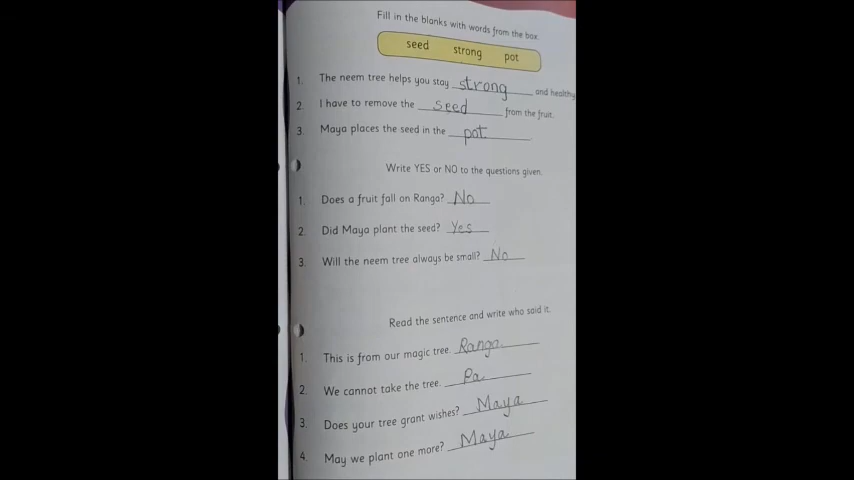 Fill in the blanks with words from the box.
seed strong pot
1. The neem tree helps you stay strong and healthy
2. I have to remove the seed from the fruit.
3. Maya places the seed in the pot
Write YES or NO to the questions given.
1. Does a fruit fall on Ranga? No
2. Did Maya plant the seed? Yes
3. Will the neem tree always be small? No
Read the sentence and write who said it.
1. This is from our magic tree. Ranga.
2. We cannot take the tree. Pa.
3. Does your tree grant wishes? Maya
4. May we plant one more? Maya